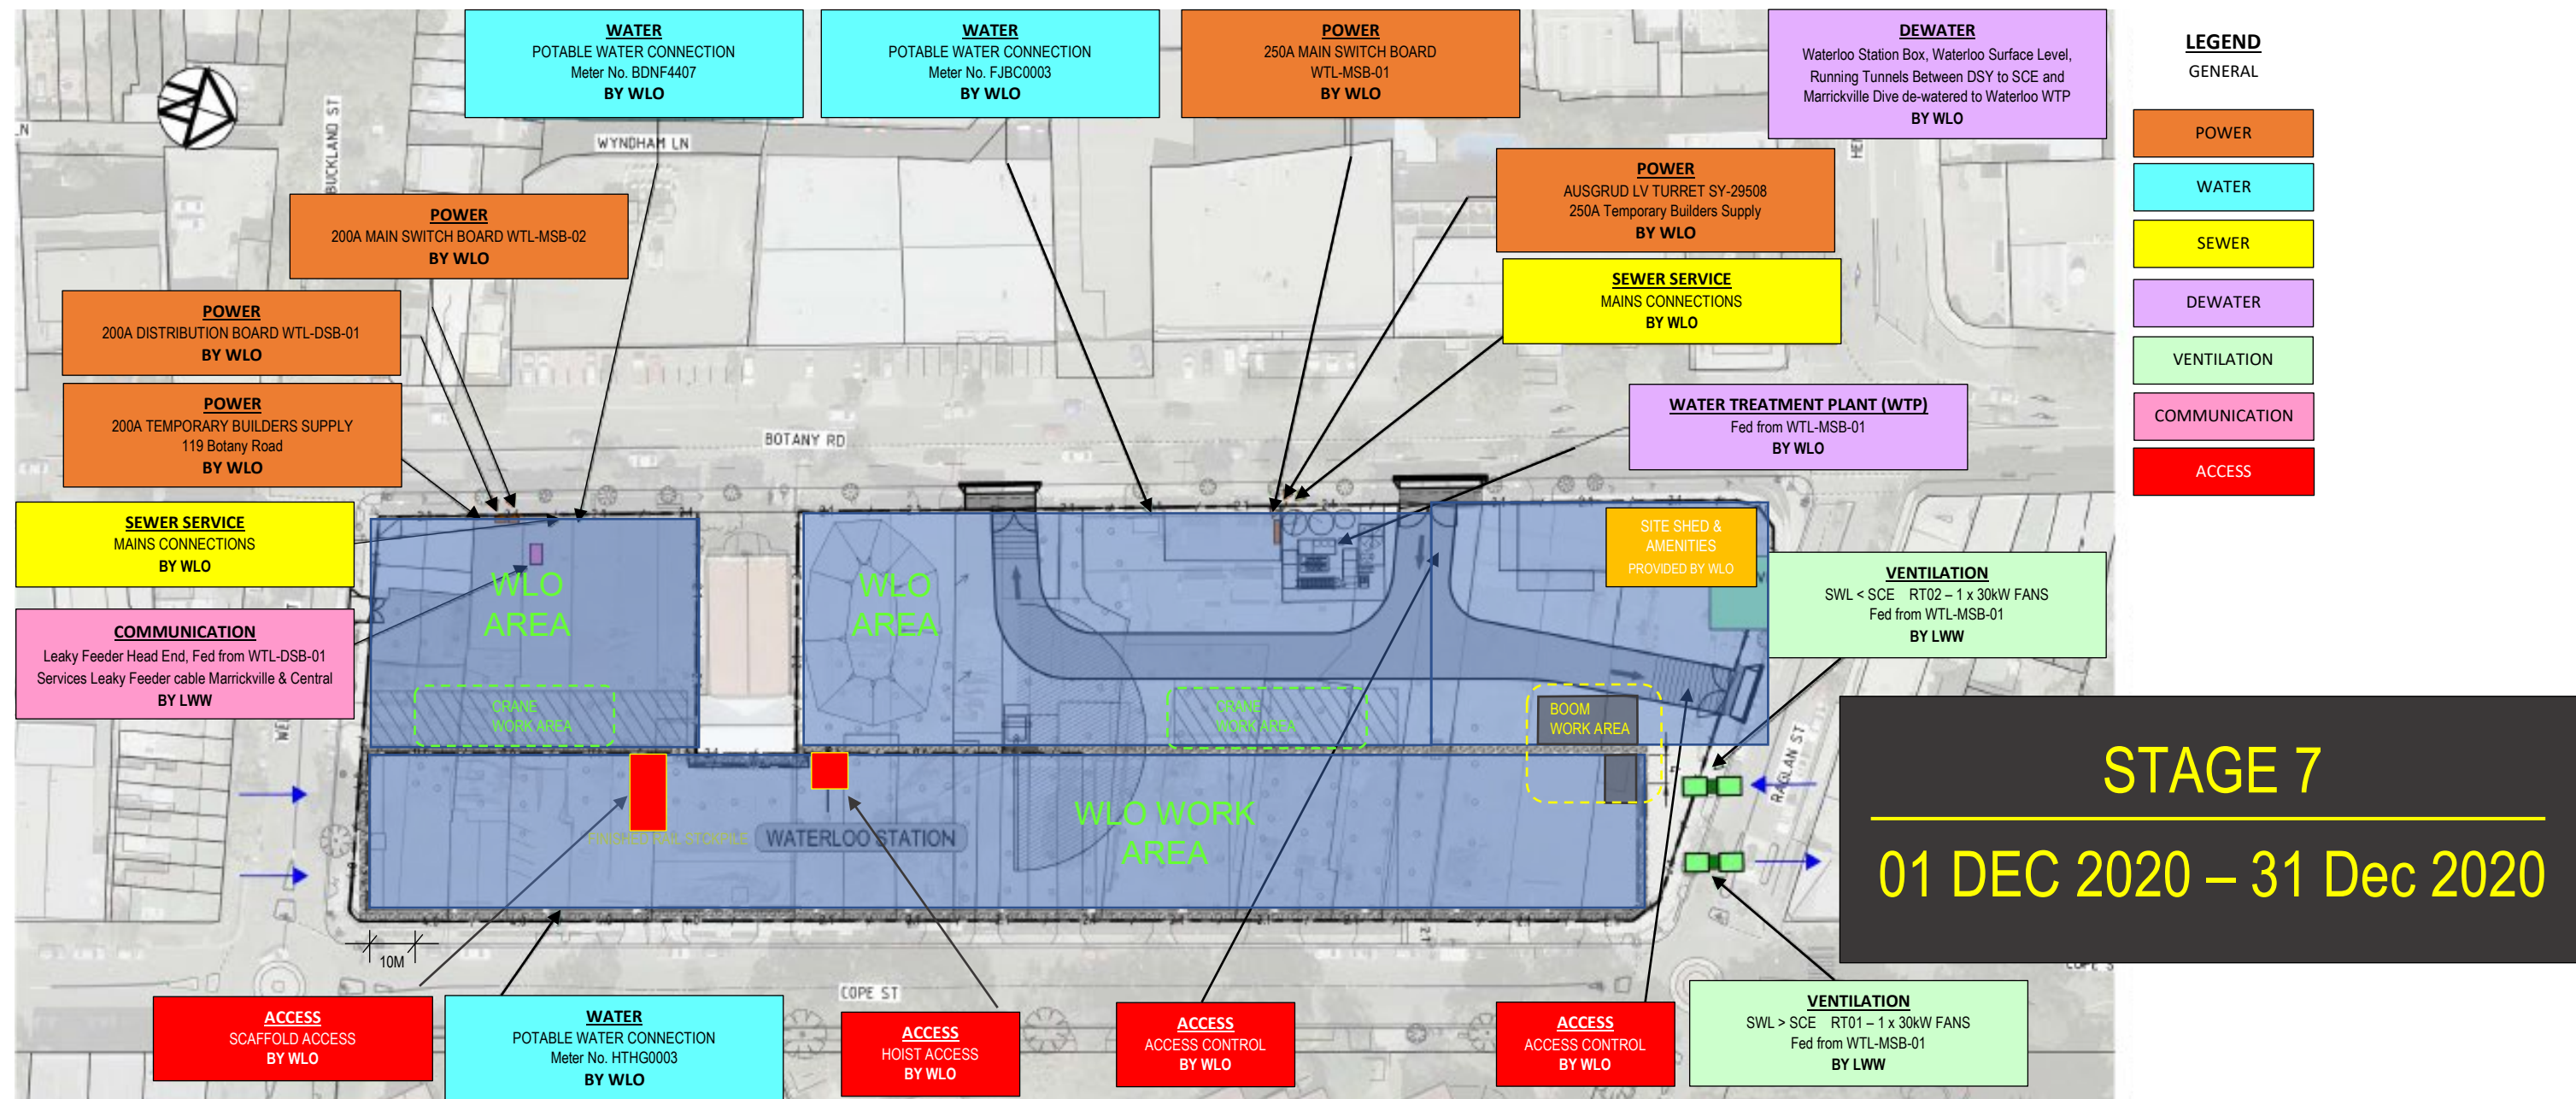 WATER
POTABLE WATER CONNECTION
Meter No. BDNF4407
BY WLO
WATER
POTABLE WATER CONNECTION
Meter No. FJBC0003
BY WLO
POWER
250A MAIN SWITCH BOARD
WTL-MSB-01
BY WLO
DEWATER
Waterloo Station Box, Waterloo Surface Level,
Running Tunnels Between DSY to SCE and
Marrickville Dive de-watered to Waterloo WTP
BY WLO
LEGEND
GENERAL
POWER
WATER
SEWER
DEWATER
VENTILATION
COMMUNICATION
ACCESS
BUCKLAND ST
WYNDHAM LN
POWER
AUSGRUD LV TURRET SY-29508
250A Temporary Builders Supply
BY WLO
POWER
200A MAIN SWITCH BOARD WTL-MSB-02
BY WLO
SEWER SERVICE
MAINS CONNECTIONS
BY WLO
POWER
200A DISTRIBUTION BOARD WTL-DSB-01
BY WLO
POWER
200A TEMPORARY BUILDERS SUPPLY
119 Botany Road
BY WLO
WATER TREATMENT PLANT (WTP)
Fed from WTL-MSB-01
BY WLO
BOTANY RD
SEWER SERVICE
MAINS CONNECTIONS
BY WLO
SITE SHED &
AMENITIES
PROVIDED BY WLO
WLO
AREA
WLO
AREA
VENTILATION
SWL < SCE RT02 – 1 x 30kW FANS
Fed from WTL-MSB-01
BY LWW
COMMUNICATION
Leaky Feeder Head End, Fed from WTL-DSB-01
Services Leaky Feeder cable Marrickville & Central
BY LWW
CRANE
WORK AREA
CRANE
WORK AREA
BOOM
WORK AREA
RAGLAN ST
STAGE 7
01 DEC 2020 – 31 Dec 2020
WLO WORK
AREA
FINISHED RAIL STCKPILE
WATERLOO STATION
10M
COPE ST
COPE S
ACCESS
SCAFFOLD ACCESS
BY WLO
WATER
POTABLE WATER CONNECTION
Meter No. HTHG0003
BY WLO
ACCESS
HOIST ACCESS
BY WLO
ACCESS
ACCESS CONTROL
BY WLO
ACCESS
ACCESS CONTROL
BY WLO
VENTILATION
SWL > SCE RT01 – 1 x 30kW FANS
Fed from WTL-MSB-01
BY LWW